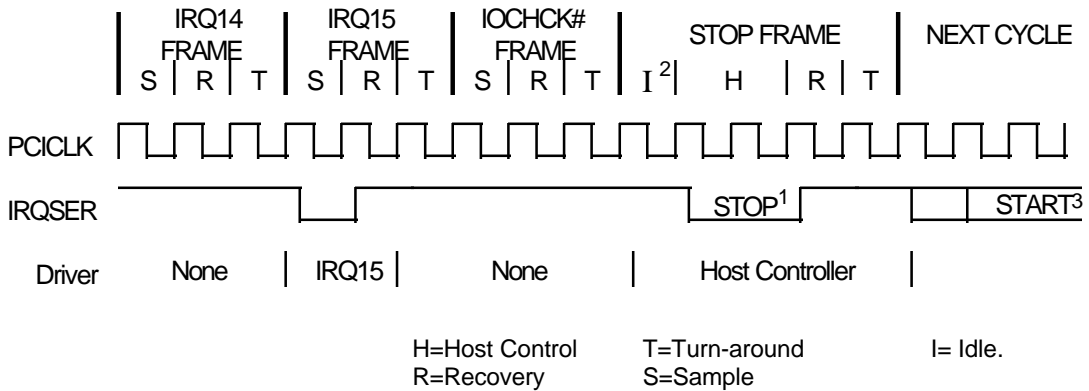 IRQ14 FRAME
IRQ15 FRAME
IOCHCK# FRAME
STOP FRAME
NEXT CYCLE
S R T S R T S R T I 2 H R T
PCICLK
IRQSER STOP1 START3
Driver None IRQ15 None Host Controller
H=Host Control T=Turn-around I= Idle.
R=Recovery S=Sample